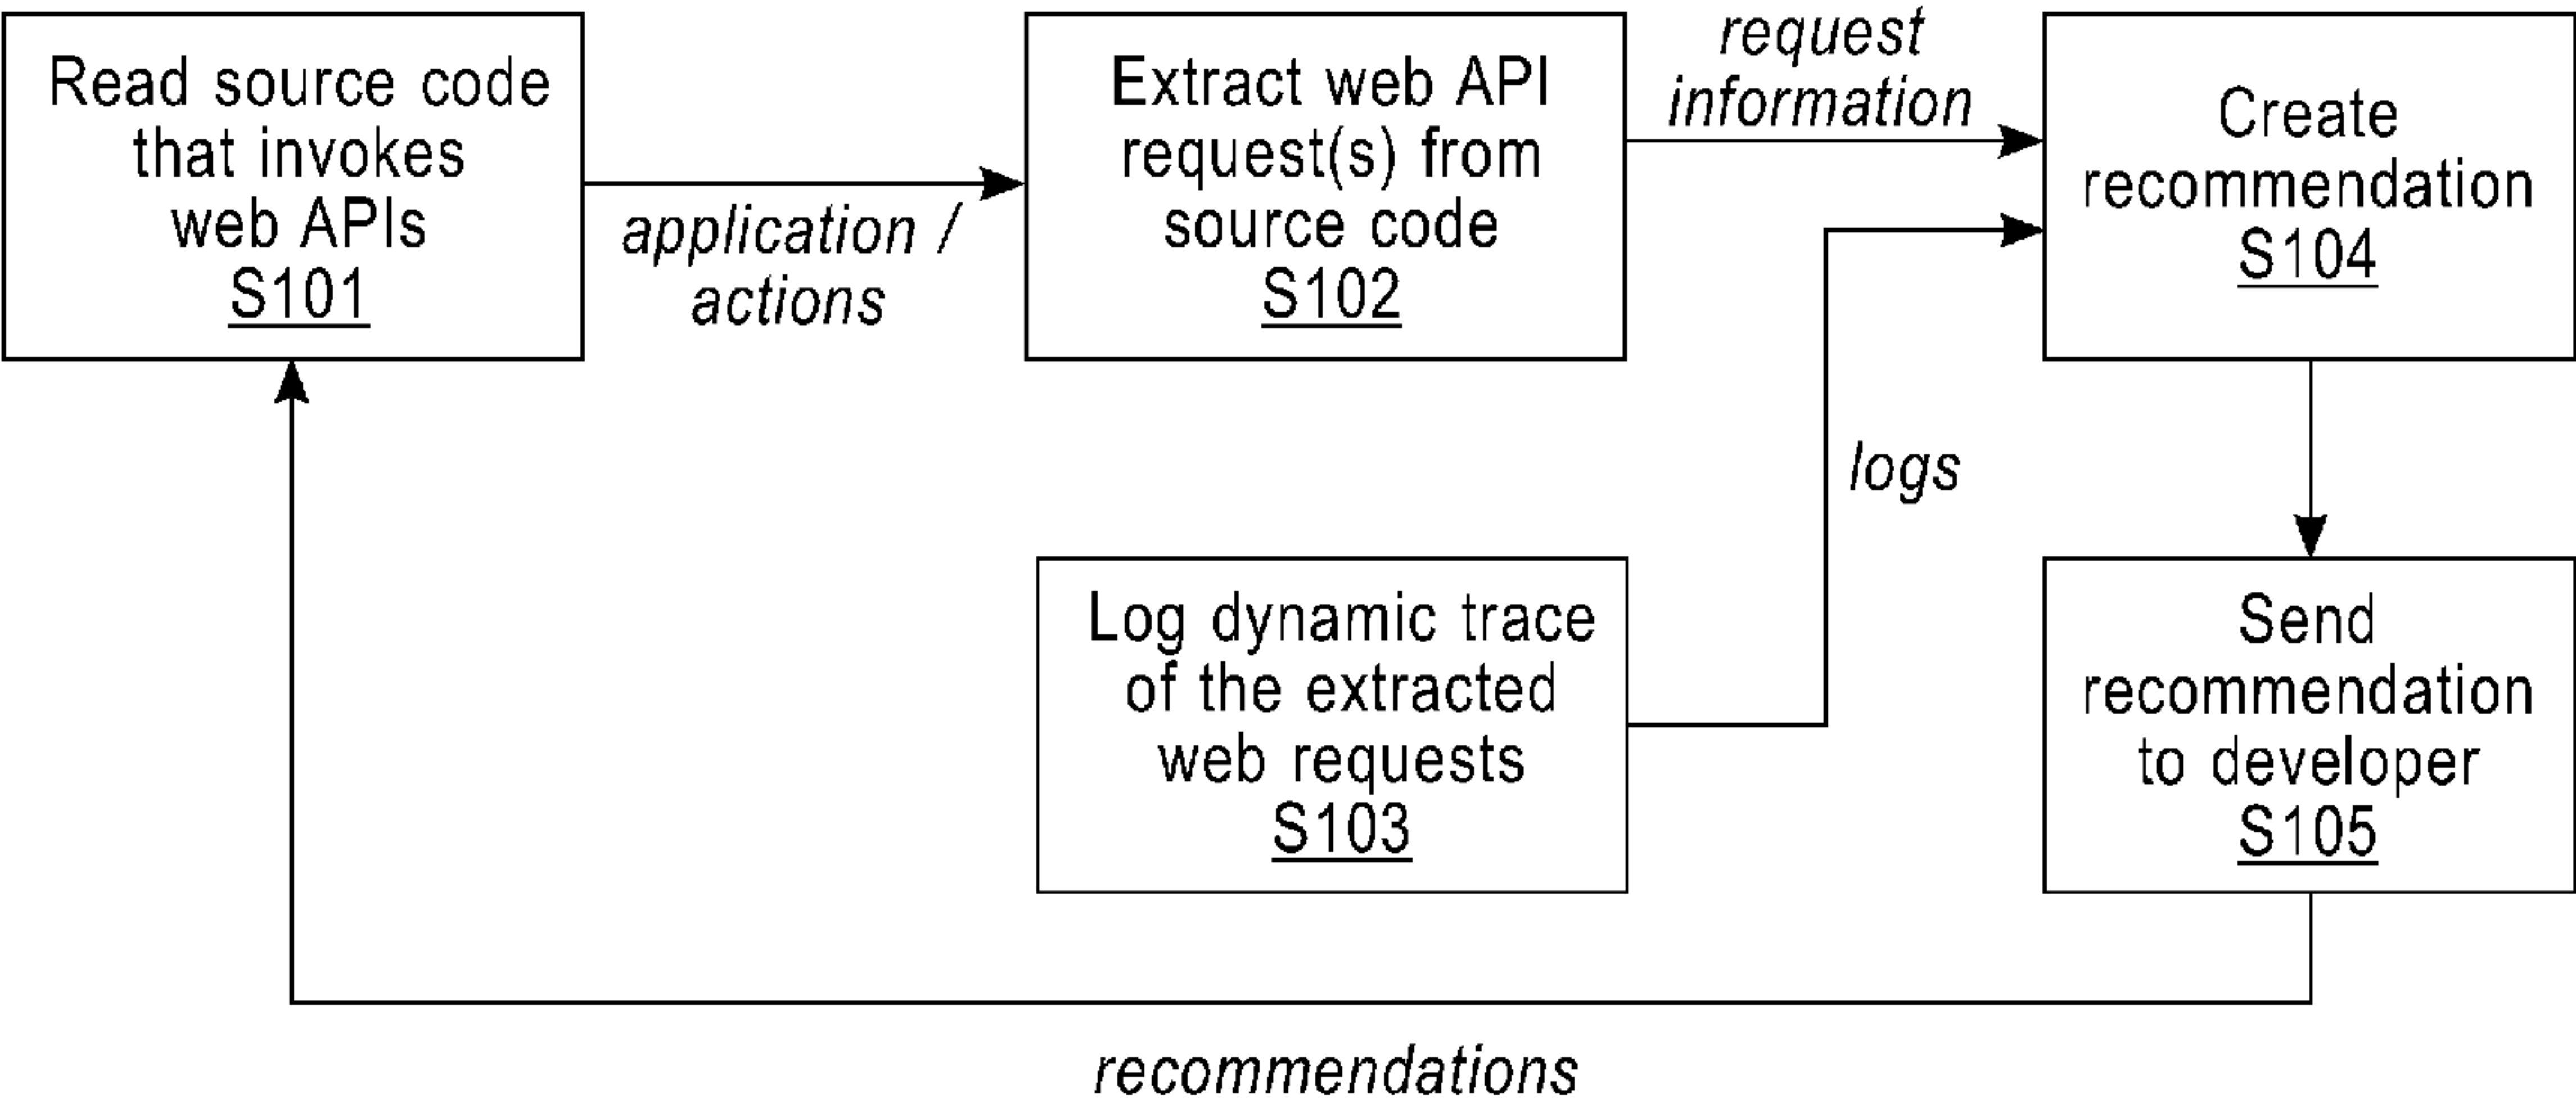 Read source code
that invokes
web APIs
S101
application /
actions
Extract web API
request(s) from
source code
S102
request
information
Create
recommendation
S104
logs
Log dynamic trace
of the extracted
web requests
S103
Send
recommendation
to developer
S105
recommendations